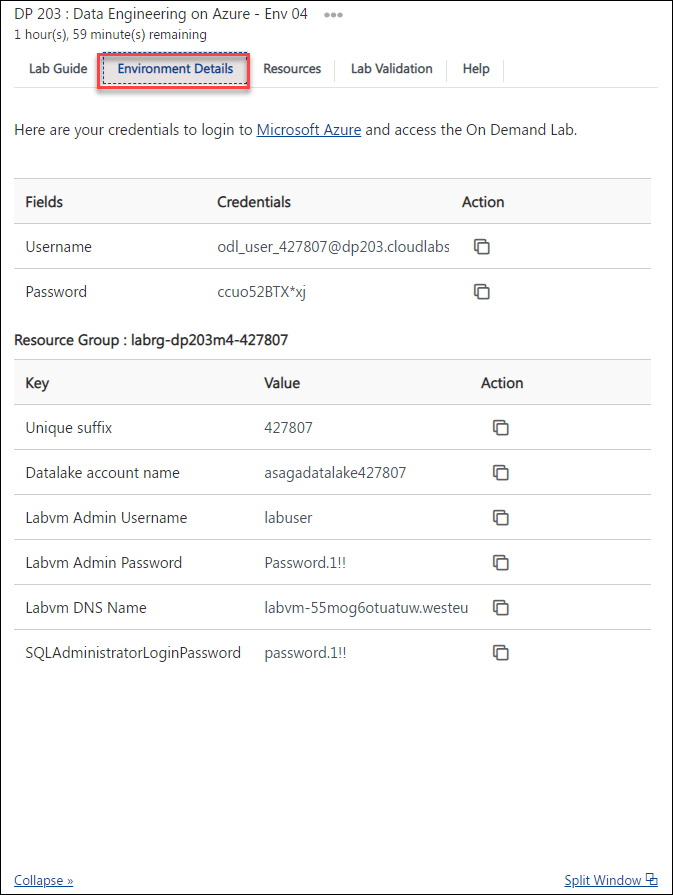 DP 203 : Data Engineering on Azure - Env 04
1 hour(s), 59 minute(s) remaining
Lab Guide Environment Details Resources Lab Validation Help
Here are your credentials to login to Microsoft Azure and access the On Demand Lab.
Fields Credentials Action
Username odl_user_427807@dp203.cloudlabs
Password ccuo52BTX*xj
Resource Group : labrg-dp203m4-427807
Key Value Action
Unique suffix 427807
Datalake account name asagadatalake427807
Labvm Admin Username labuser
Labvm Admin Password Password.1!!
Labvm DNS Name labvm-55mog6otuatuw.westeu
SQLAdministratorLoginPassword password.1!!
Collapse » Split Window